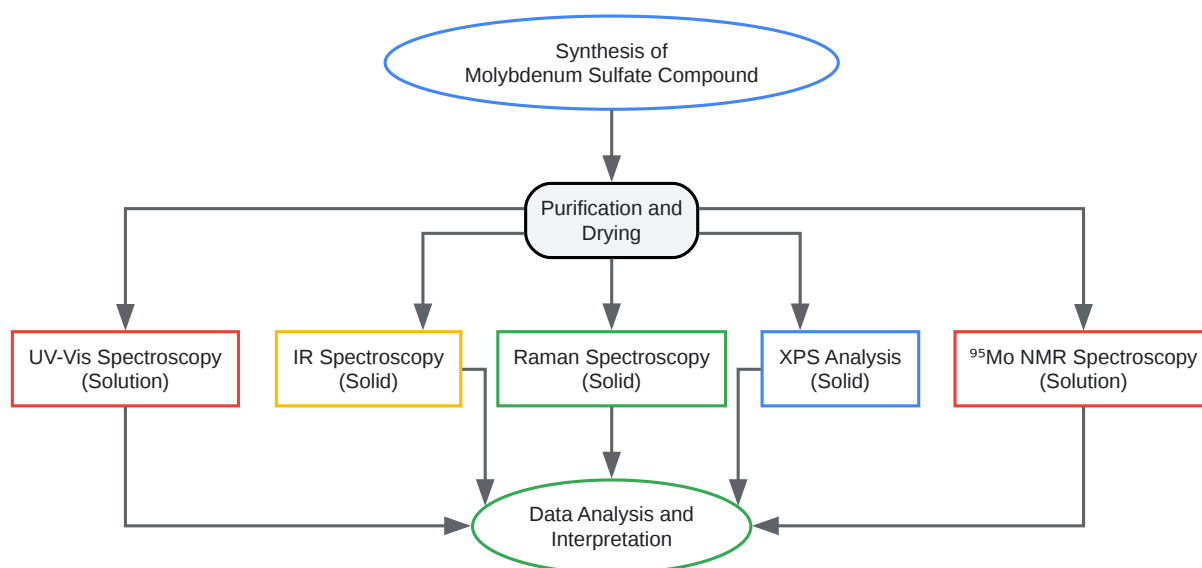 Synthesis of
Molybdenum Sulfate Compound
Purification and
Drying
UV-Vis Spectroscopy
(Solution)
IR Spectroscopy
(Solid)
Raman Spectroscopy
(Solid)
XPS Analysis
(Solid)
⁹⁵Mo NMR Spectroscopy
(Solution)
Data Analysis and
Interpretation